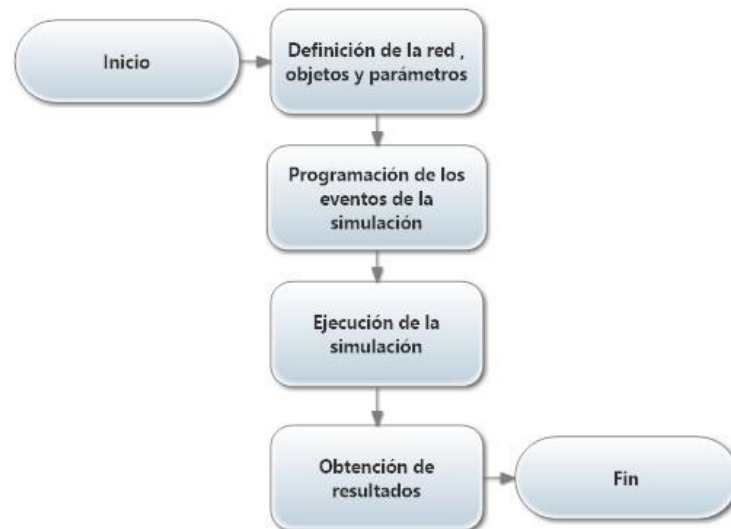 Inicio
Definición de la red ,
objetos y parámetros
Programación de los
eventos de la
simulación
Ejecución de la
simulación
Obtención de
resultados
Fin